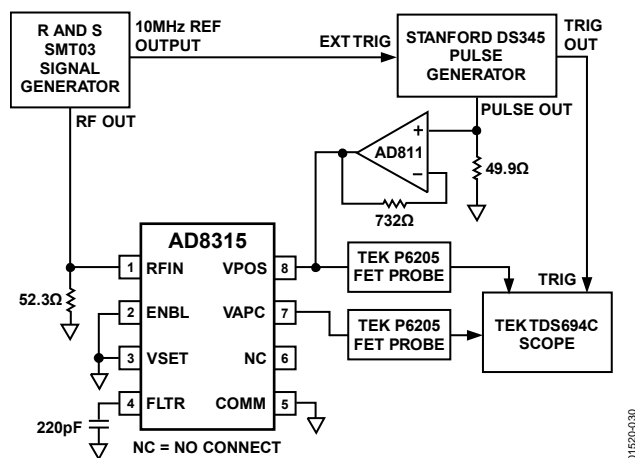 R AND S
SMT03
SIGNAL
GENERATOR
10MHz REF
OUTPUT
EXT TRIG
STANFORD DS345
PULSE
GENERATOR
TRIG
OUT
RF OUT
PULSE OUT
+
AD811
–
49.9Ω
732Ω
AD8315
1 RFIN
VPOS 8
TEK P6205
FET PROBE
TRIG
52.3Ω
2 ENBL
VAPC 7
TEK P6205
FET PROBE
TEK TDS694C
SCOPE
3 VSET
NC 6
4 FLTR
COMM 5
220pF
NC = NO CONNECT
01520-030